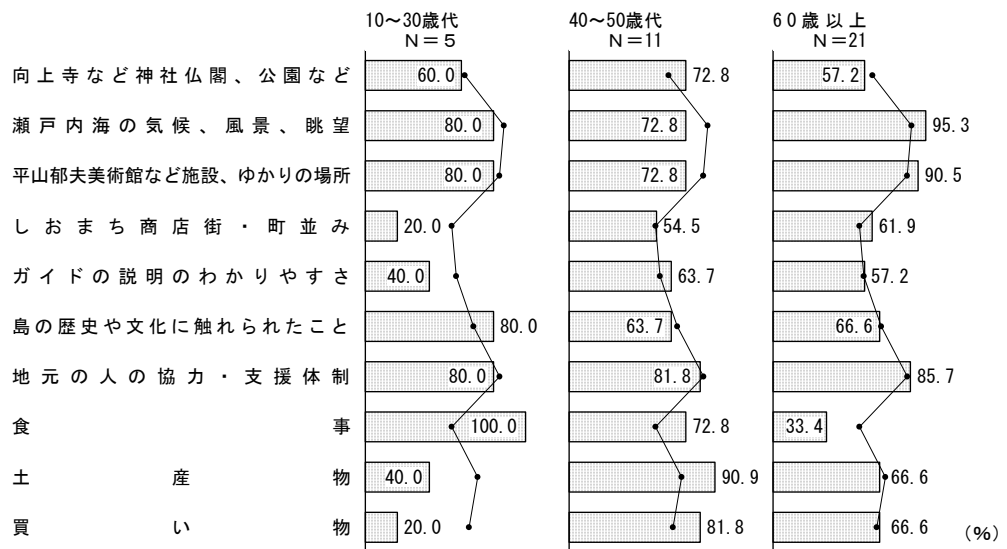 10～30歳代 40～50歳代 60歳以上
N＝5 N＝11 N＝21
向上寺など神社仏閣、公園など 60.0 72.8 57.2
瀬戸内海の気候、風景、眺望 80.0 72.8 95.3
平山郁夫美術館など施設、ゆかりの場所 80.0 72.8 90.5
しおまち商店街・町並み 20.0 54.5 61.9
ガイドの説明のわかりやすさ 40.0 63.7 57.2
島の歴史や文化に触れられたこと 80.0 63.7 66.6
地元の人の協力・支援体制 80.0 81.8 85.7
食事 100.0 72.8 33.4
土産物 40.0 90.9 66.6
買い物 20.0 81.8 66.6 (%)